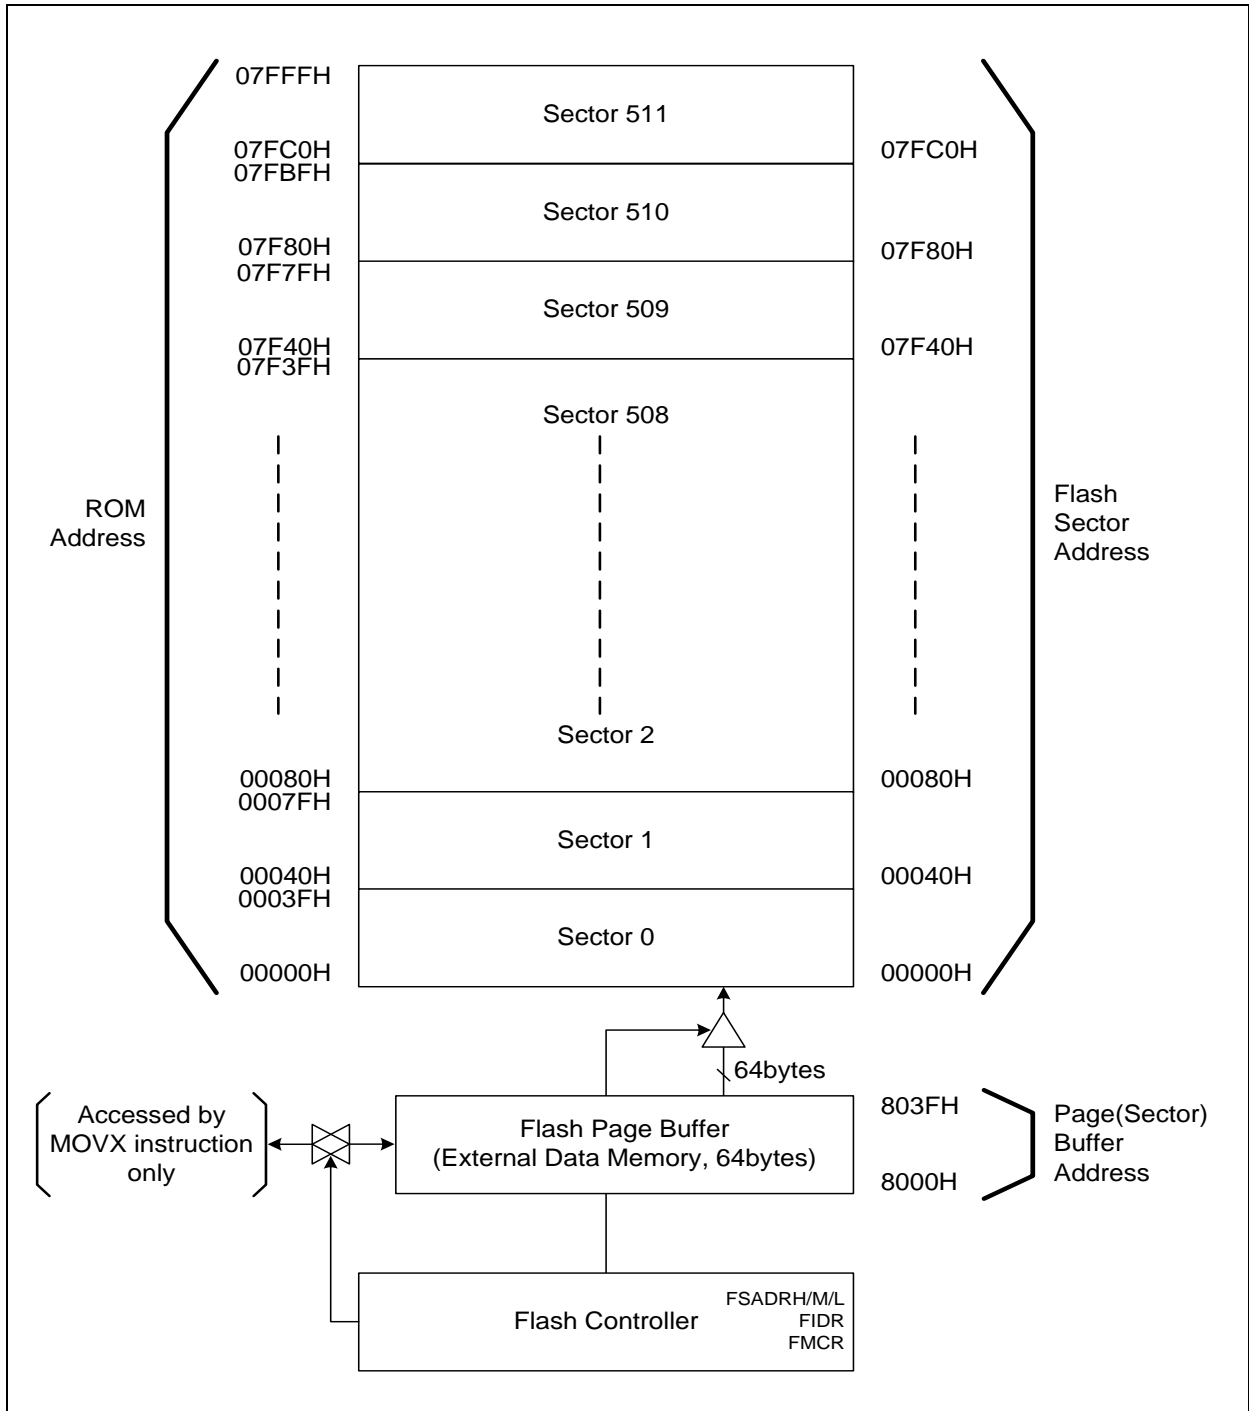 07FFFH
Sector 511
07FC0H
07FC0H
07FBFH
Sector 510
07F80H
07F80H
07F7FH
Sector 509
07F40H
07F40H
07F3FH
Sector 508
ROM
Address
Flash
Sector
Address
Sector 2
00080H
00080H
0007FH
Sector 1
00040H
00040H
0003FH
Sector 0
00000H
00000H
64bytes
Accessed by
MOVX instruction
only
Flash Page Buffer
(External Data Memory, 64bytes)
803FH
8000H
Page(Sector)
Buffer
Address
Flash Controller
FSADRH/M/L
FIDR
FMCR